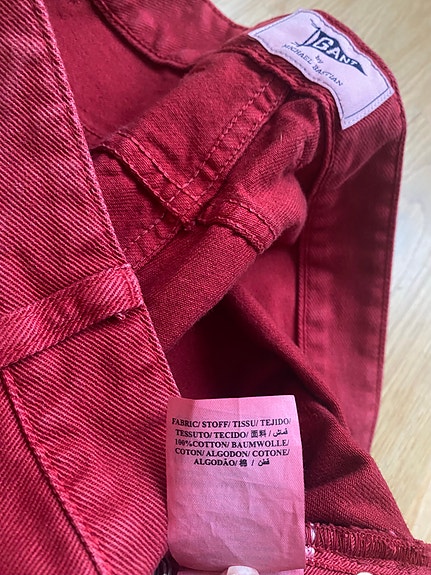 GANT
by
MICHAEL BASTIAN
FABRIC/ STOFF/ TISSU/ TEJIDO/
TESSUTO/ TECIDO/ 面料 / قماش/
100%COTTON/ BAUMWOLLE/
COTON/ ALGODON/ COTONE/
ALGODÃO/ 棉 / قطن /